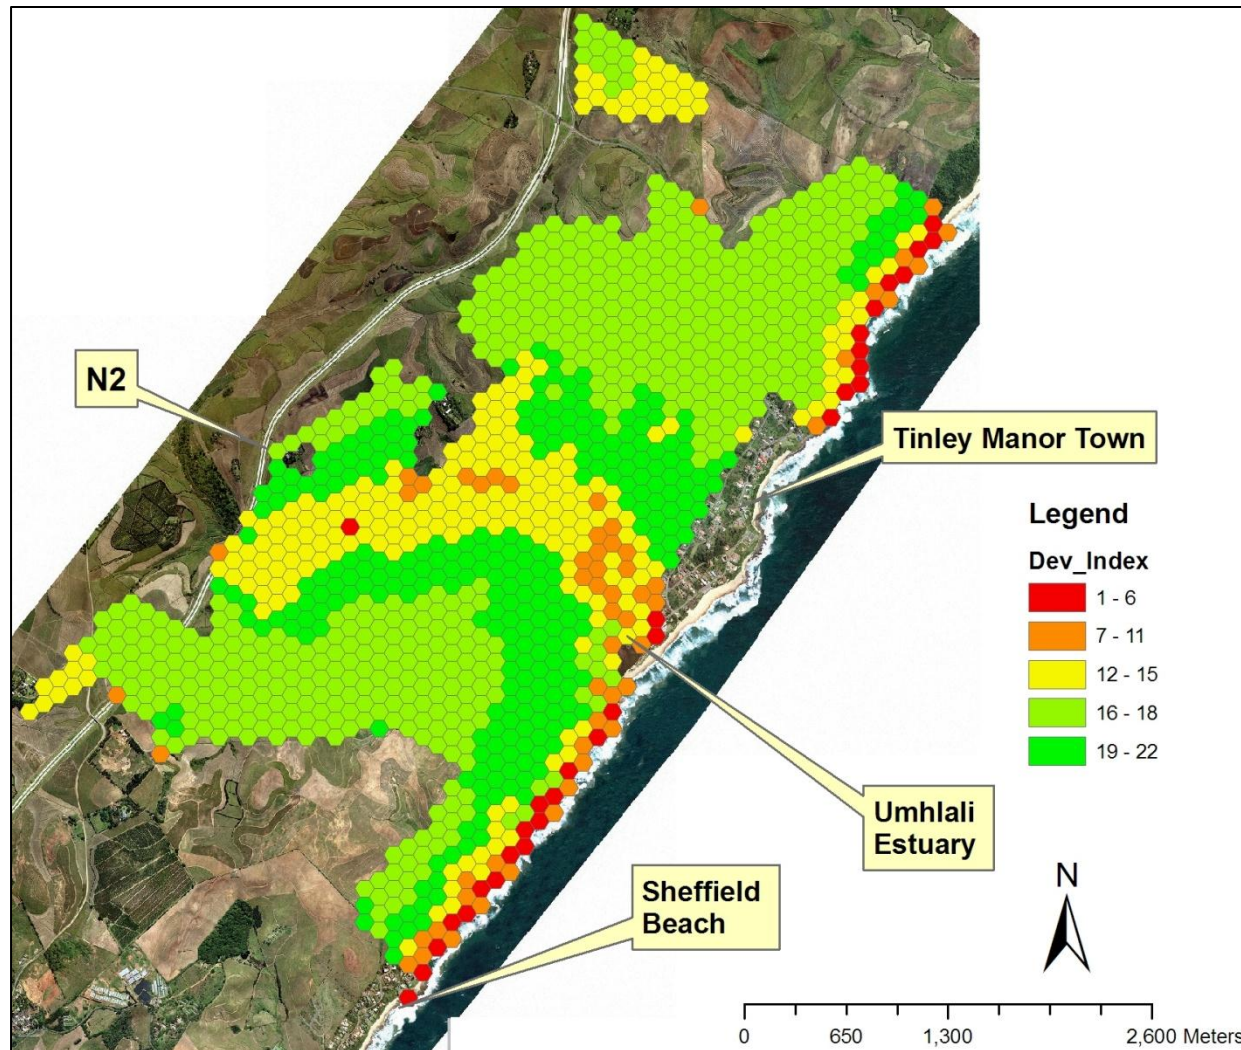 N2
Tinley Manor Town
Legend
Dev_Index
1 - 6
7 - 11
12 - 15
16 - 18
19 - 22
Umhlali
Estuary
Sheffield
Beach
N
0 650 1,300 2,600 Meters